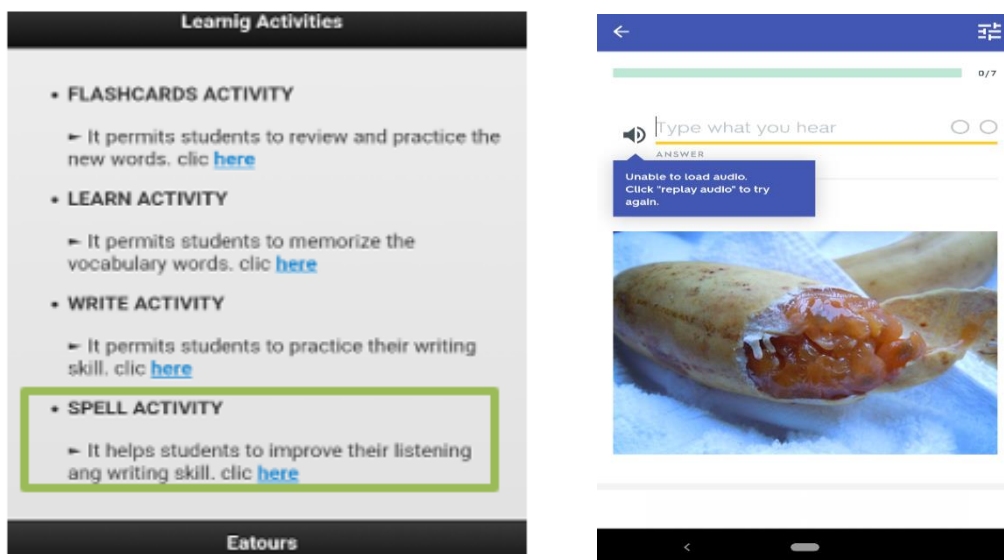 Learnig Activities
• FLASHCARDS ACTIVITY
► It permits students to review and practice the
new words. clic here
• LEARN ACTIVITY
► It permits students to memorize the
vocabulary words. clic here
• WRITE ACTIVITY
► It permits students to practice their writing
skill. clic here
• SPELL ACTIVITY
► It helps students to improve their listening
ang writing skill. clic here
Eatours
0/7
Type what you hear
ANSWER
Unable to load audio.
Click "replay audio" to try
again.